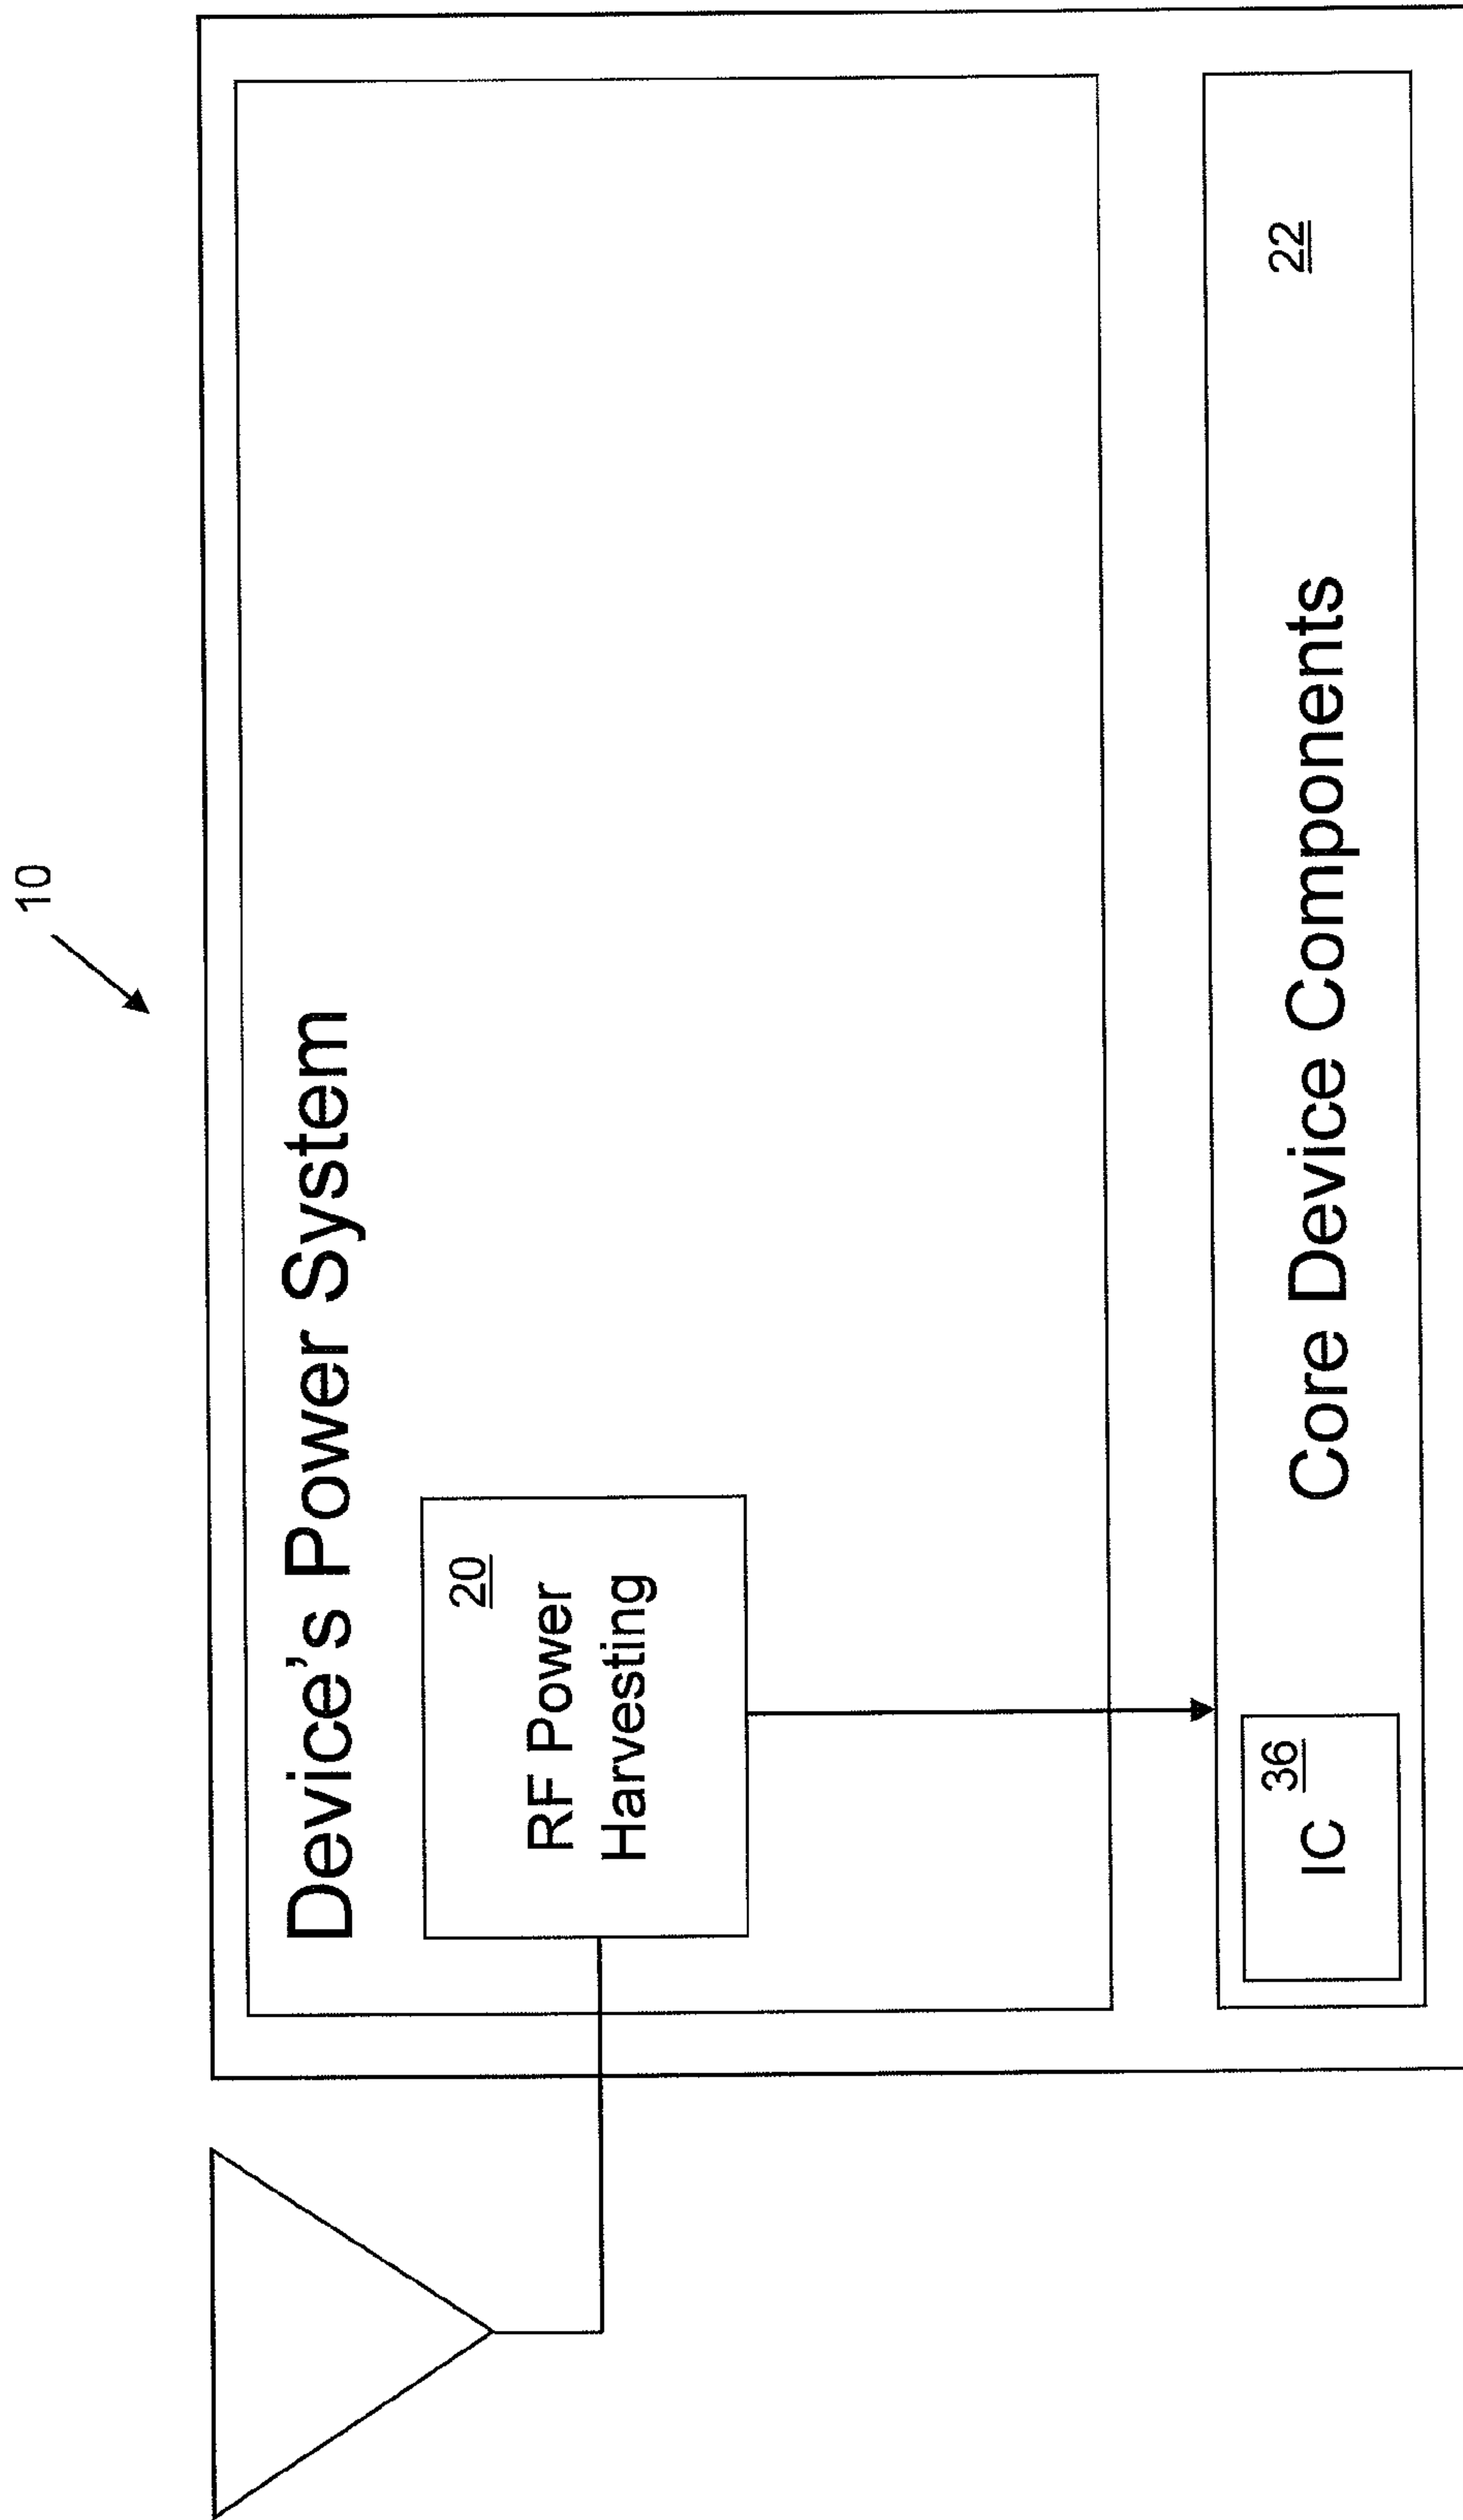 10
Device's Power System
20
RF Power
Harvesting
36
IC
Core Device Components
22